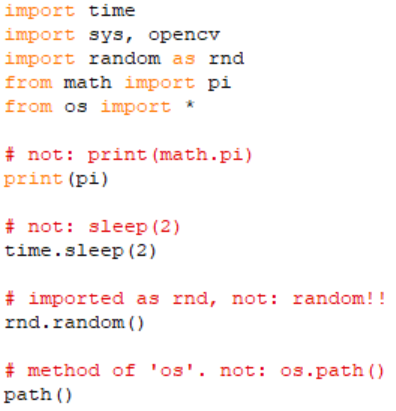 import time
import sys, opencv
import random as rnd
from math import pi
from os import *
# not: print(math.pi)
print(pi)
# not: sleep(2)
time.sleep(2)
# imported as rnd, not: random!!
rnd.random()
# method of 'os'. not: os.path()
path()